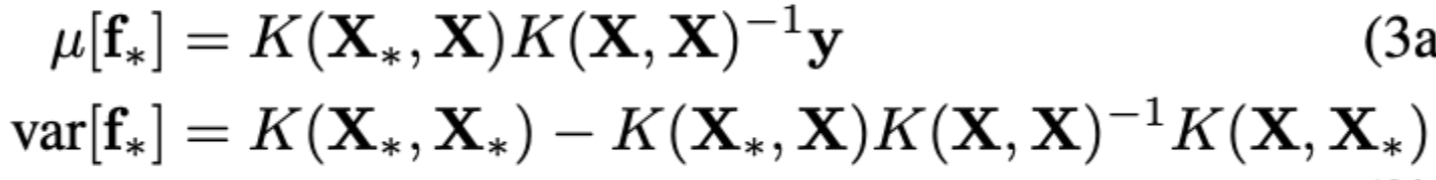 μ[f∗] = K(X∗, X)K(X, X)⁻¹y (3a
var[f∗] = K(X∗, X∗) − K(X∗, X)K(X, X)⁻¹K(X, X∗)